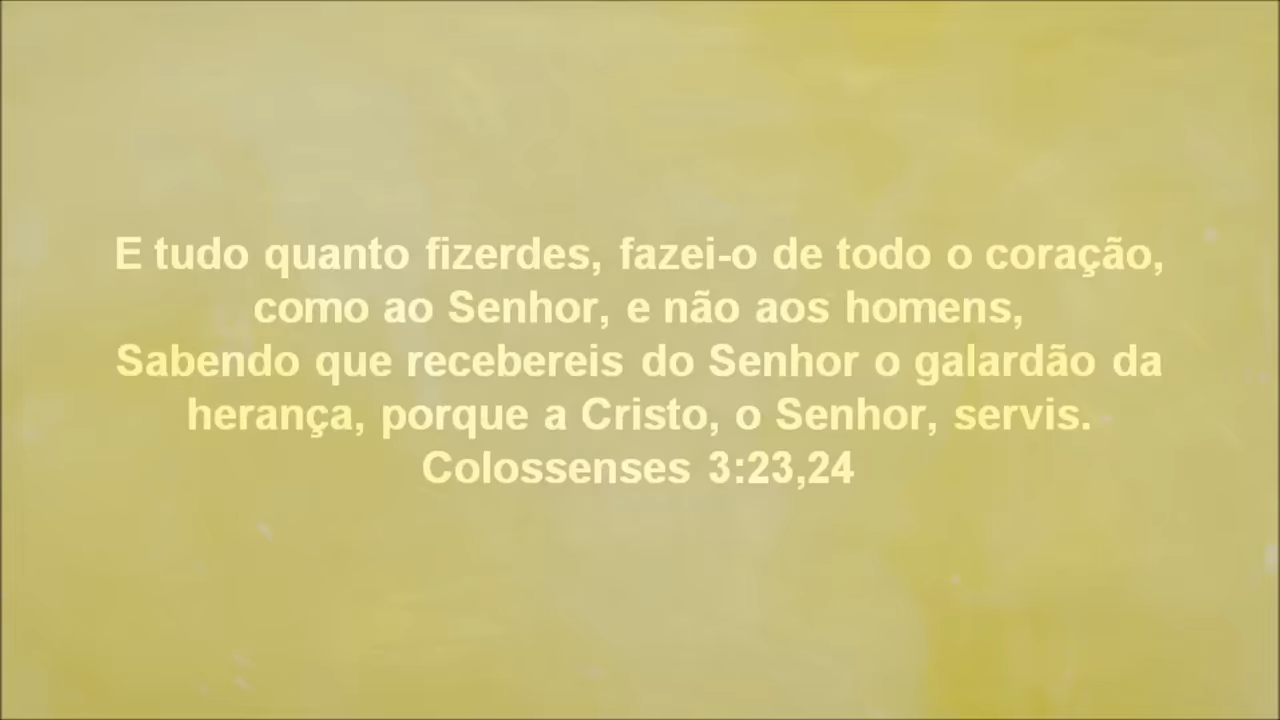 E tudo quanto fizerdes, fazei-o de todo o coração,
como ao Senhor, e não aos homens,
Sabendo que recebereis do Senhor o galardão da
herança, porque a Cristo, o Senhor, servis.
Colossenses 3:23,24